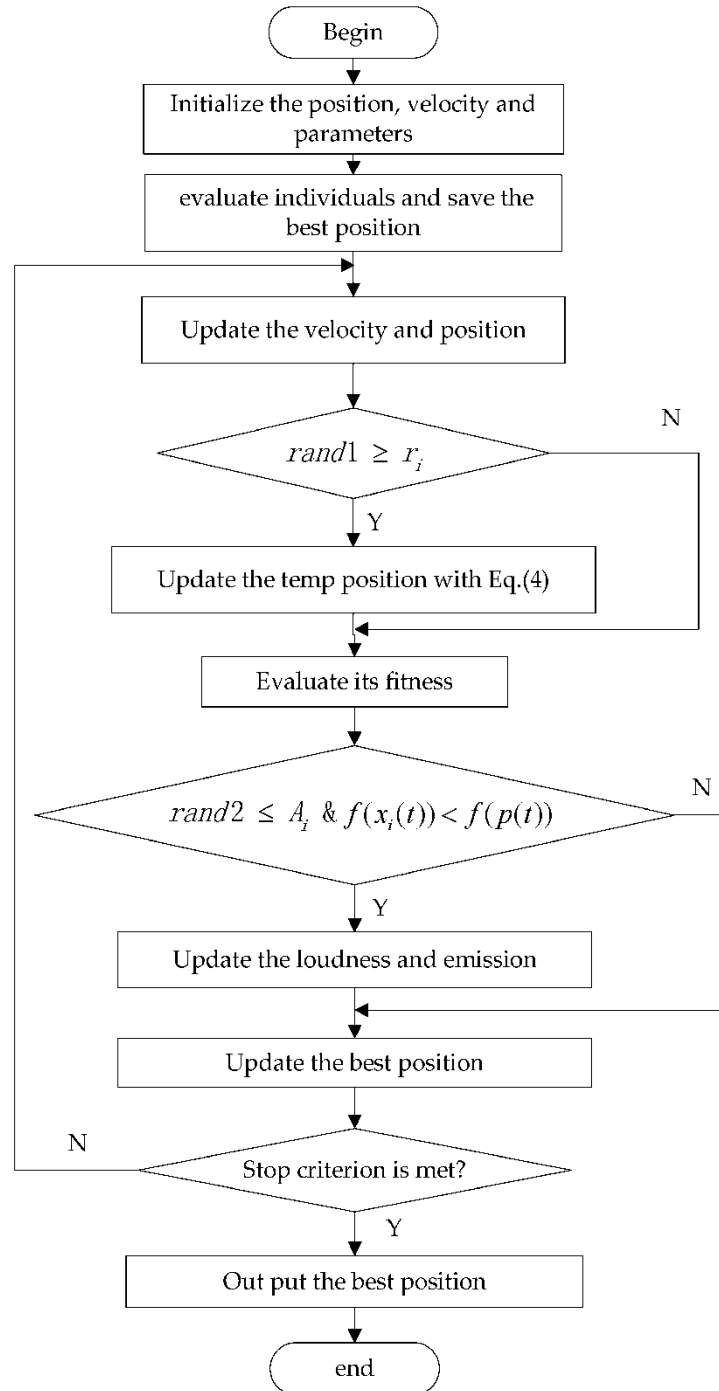 Begin
Initialize the position, velocity and
parameters
evaluate individuals and save the
best position
Update the velocity and position
rand1 ≥ r_i
N
Y
Update the temp position with Eq.(4)
Evaluate its fitness
rand2 ≤ A_i & f(x_i(t)) < f(p(t))
N
Y
Update the loudness and emission
Update the best position
N
Stop criterion is met?
Y
Out put the best position
end